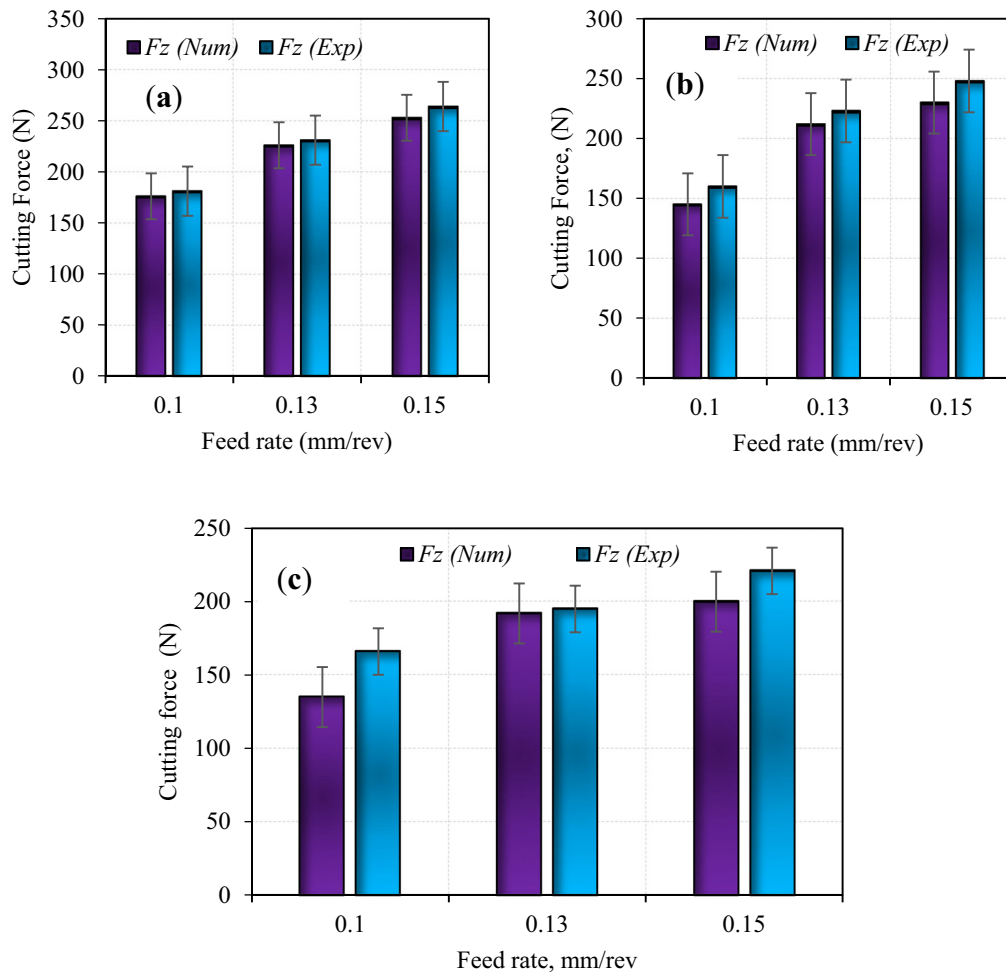 350
300
250
200
150
100
50
0
Cutting Force (N)
Fz (Num) Fz (Exp)
(a)
0.1 0.13 0.15
Feed rate (mm/rev)
300
250
200
150
100
50
0
Cutting Force, (N)
Fz (Num) Fz (Exp)
(b)
0.1 0.13 0.15
Feed rate (mm/rev)
250
200
150
100
50
0
Cutting force (N)
Fz (Num) Fz (Exp)
(c)
0.1 0.13 0.15
Feed rate, mm/rev